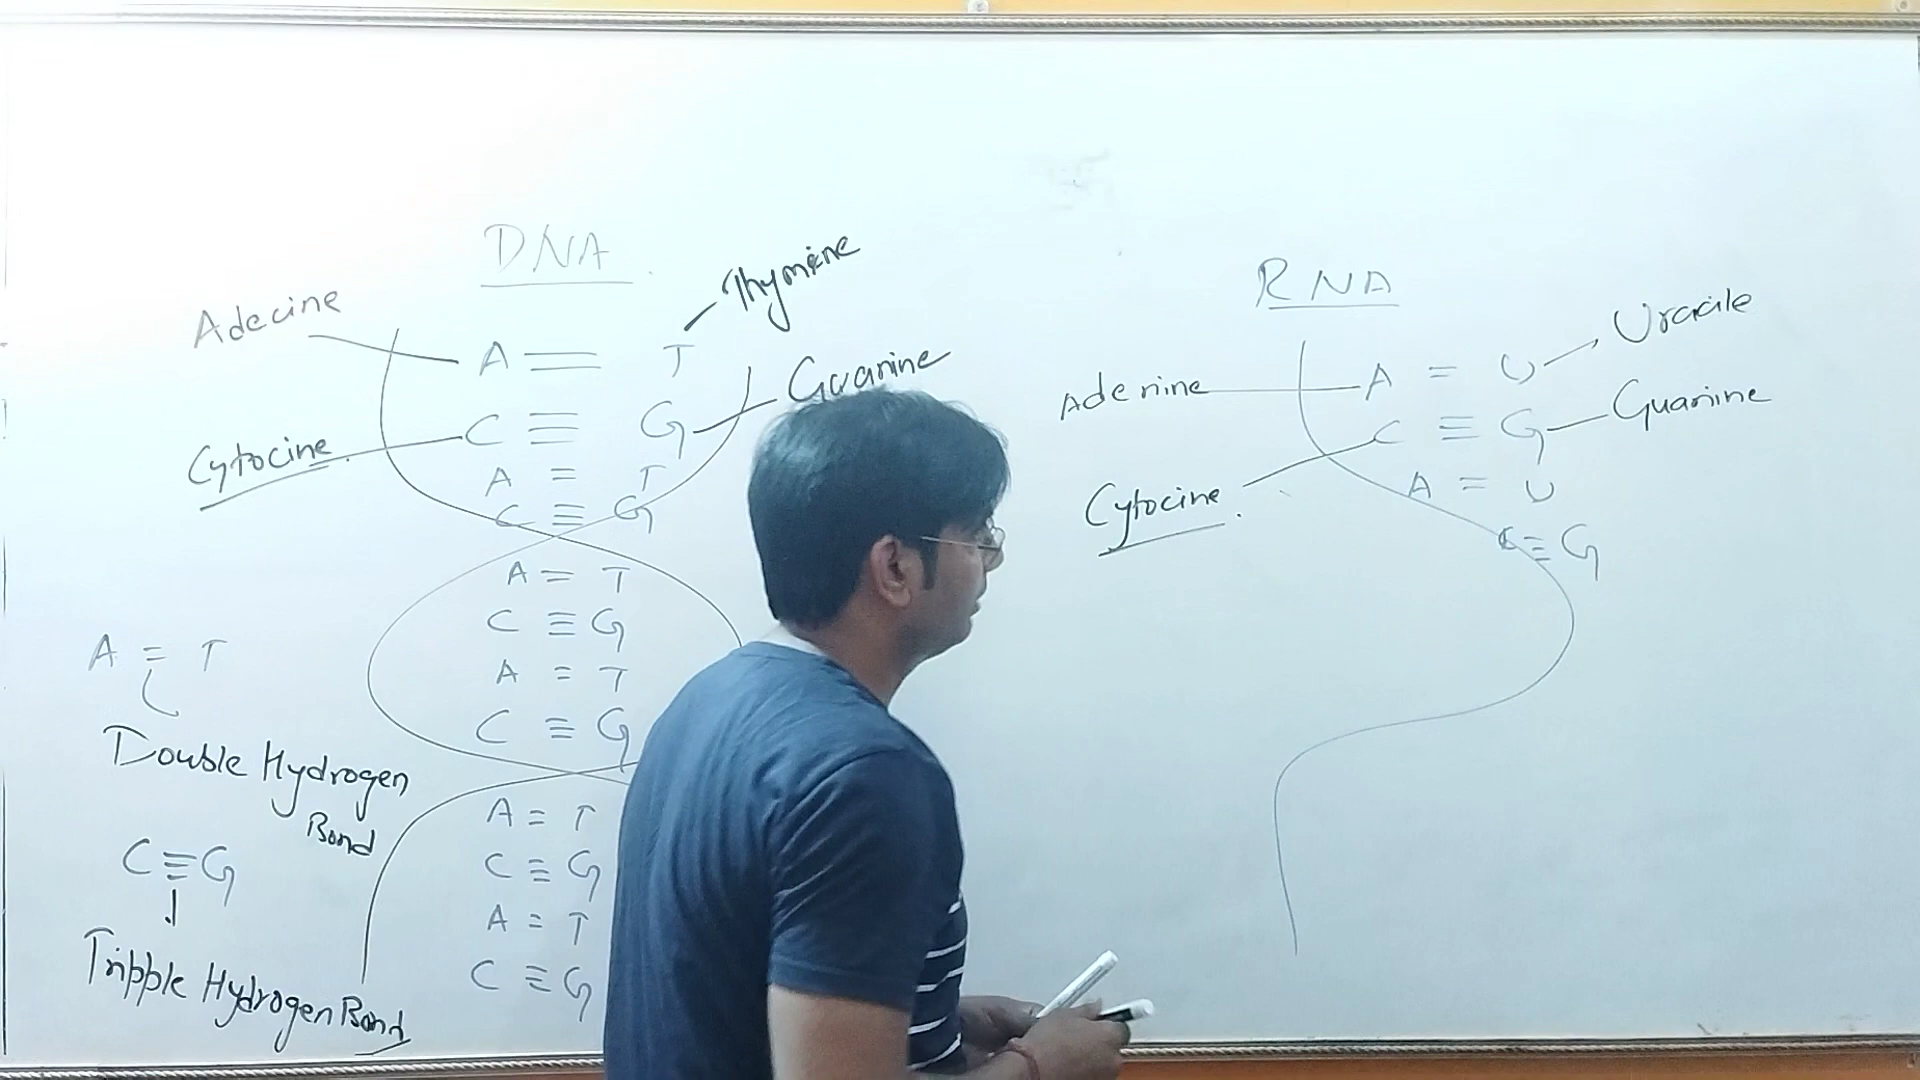 DNA
Thymine
Adecine
A = T
Guanine
C ≡ G
Cytocine
A = T
C ≡ G
A = T
C ≡ G
A = T
C ≡ G
A = T
C ≡ G
A = T
C ≡ G
A = T
Double Hydrogen
Bond
C ≡ G
Tripple Hydrogen Bond
RNA
Uracile
Adenine A = U
Guanine
C ≡ G
Cytocine
A = U
C ≡ G